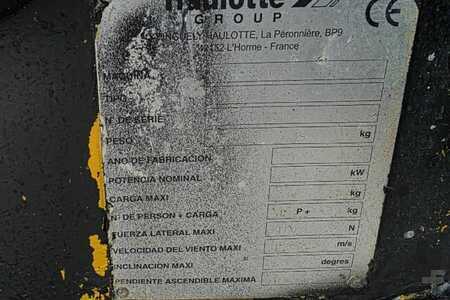 Haulotte
GROUP
PINGUELY-HAULOTTE, La Péronnière, BP9
42152 L'Horme - France
CE
MAQUINA
TIPO
N° DE SERIE
PESO kg
ANO DE FABRICACION
POTENCIA NOMINAL kW
CARGA MAXI kg
N° DE PERSON + CARGA P + kg
FUERZA LATERAL MAXI N
VELOCIDAD DEL VIENTO MAXI m/s
INCLINACION MAXI degres
PENDIENTE ASCENDIBLE MAXIMA